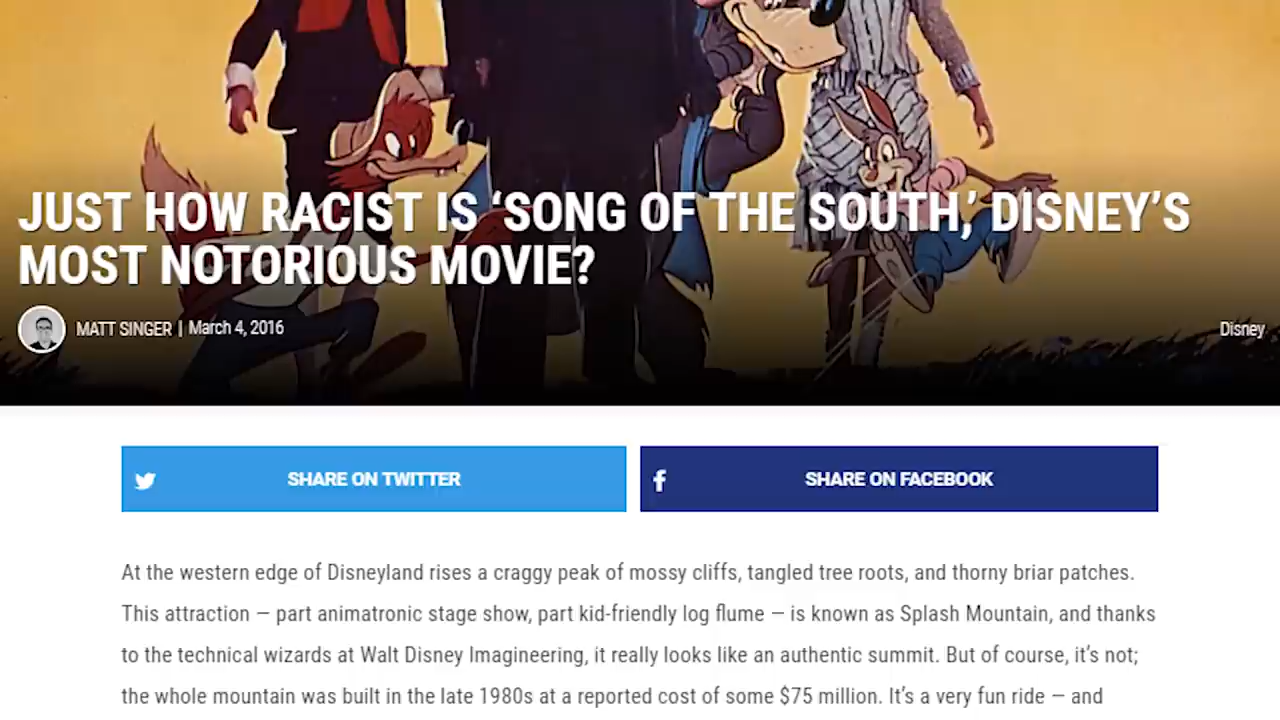 JUST HOW RACIST IS ‘SONG OF THE SOUTH,’ DISNEY’S
MOST NOTORIOUS MOVIE?
MATT SINGER | March 4, 2016
Disney
SHARE ON TWITTER
SHARE ON FACEBOOK
At the western edge of Disneyland rises a craggy peak of mossy cliffs, tangled tree roots, and thorny briar patches.
This attraction — part animatronic stage show, part kid-friendly log flume — is known as Splash Mountain, and thanks
to the technical wizards at Walt Disney Imagineering, it really looks like an authentic summit. But of course, it’s not;
the whole mountain was built in the late 1980s at a reported cost of some $75 million. It’s a very fun ride — and